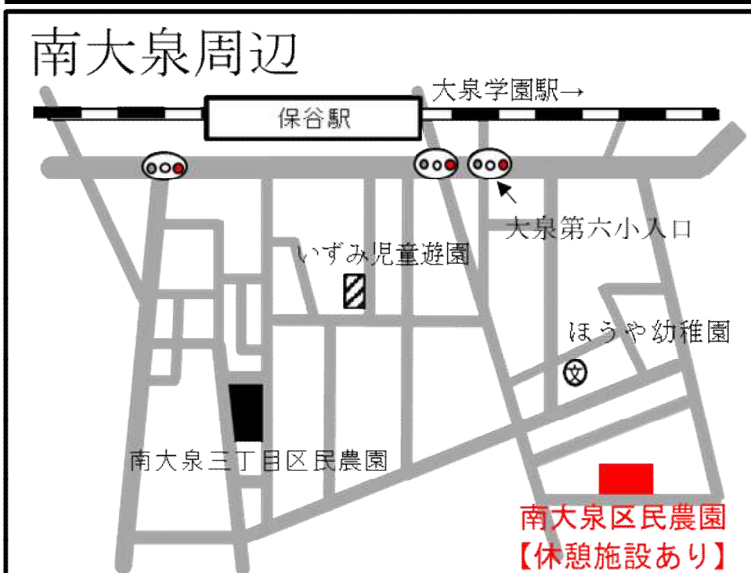 南大泉周辺
大泉学園駅→
保谷駅
大泉第六小入口
いずみ児童遊園
ほうや幼稚園
文
南大泉三丁目区民農園
南大泉区民農園
【休憩施設あり】